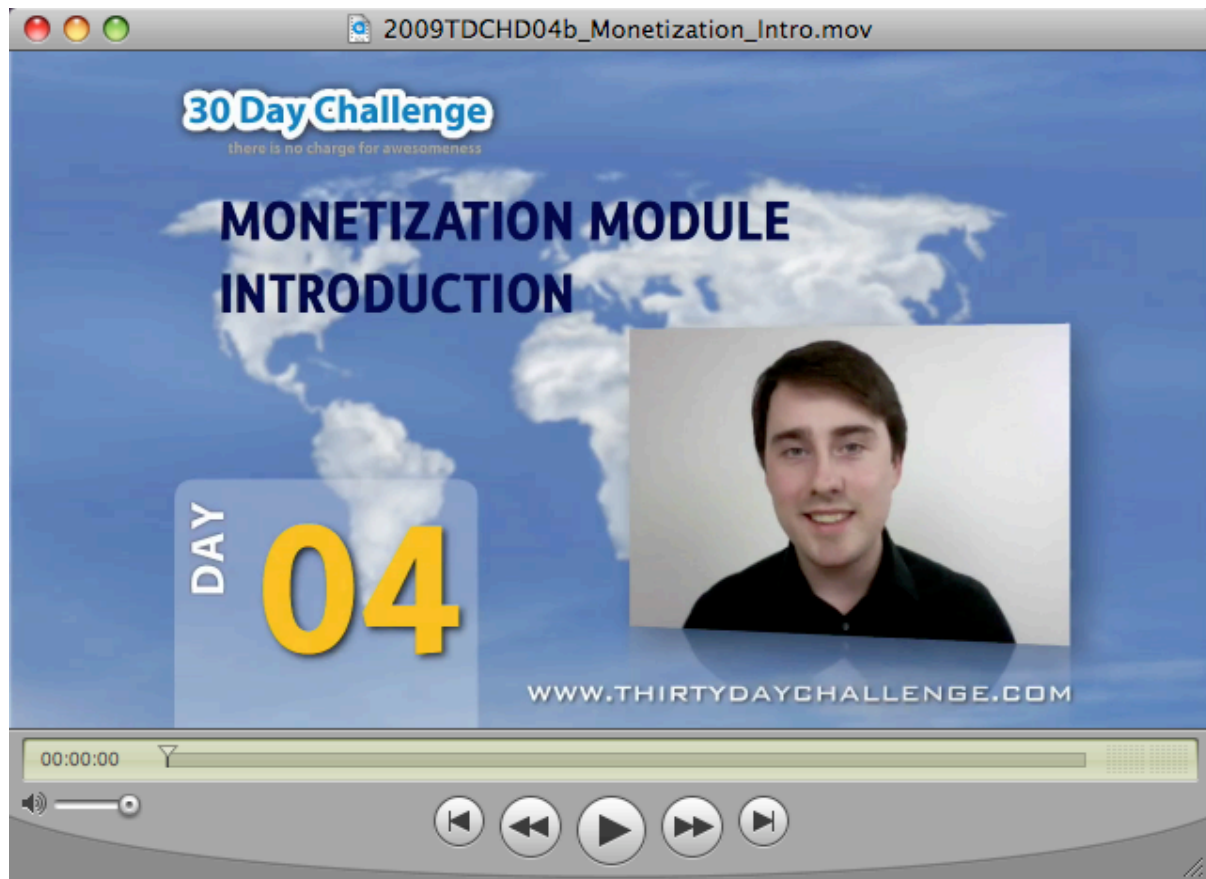 2009TDCHD04b_Monetization_Intro.mov
30 Day Challenge
there is no charge for awesomeness
MONETIZATION MODULE
INTRODUCTION
DAY
04
WWW.THIRTYDAYCHALLENGE.COM
00:00:00